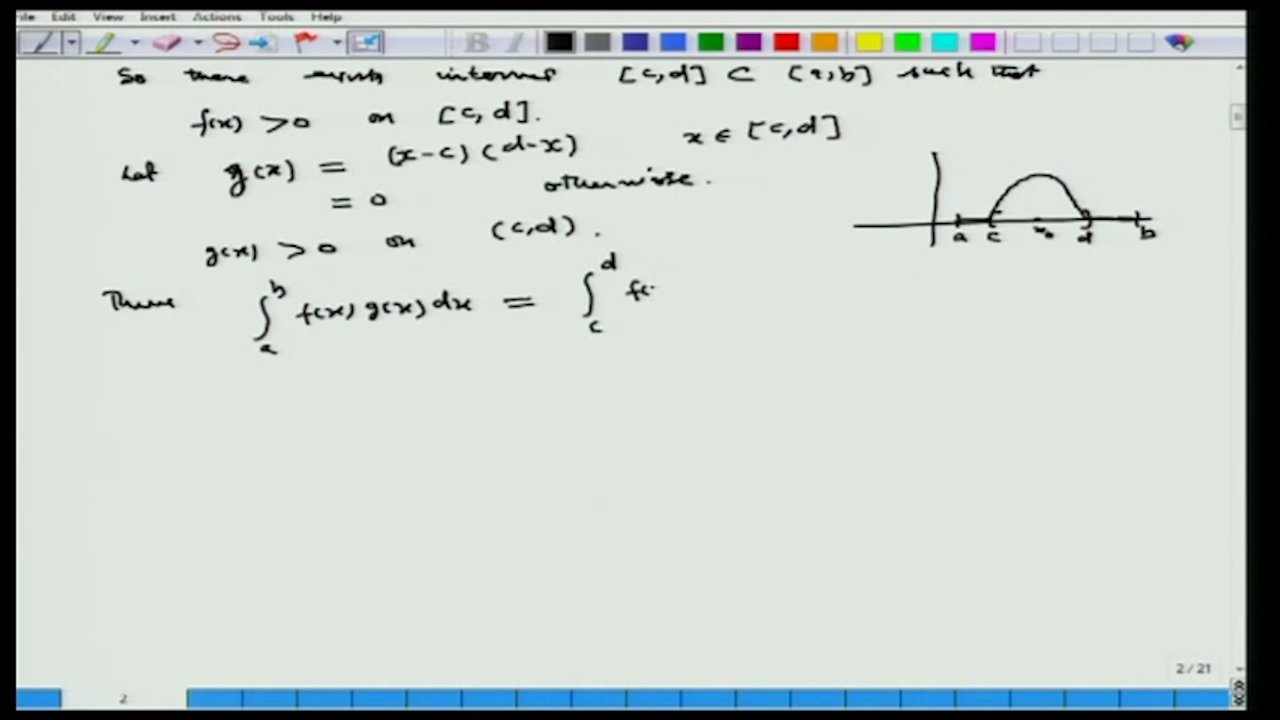 File Edit View Insert Actions Tools Help
B I
So there exists interval [c,d] ⊂ [a,b] such that
f(x) > 0 on [c,d].
Let g(x) = (x-c)(d-x) x ∈ [c,d]
= 0 otherwise.
g(x) > 0 on (c,d).
a c x₀ d b
Then ∫_a^b f(x) g(x) dx = ∫_c^d f(
2 / 21
2